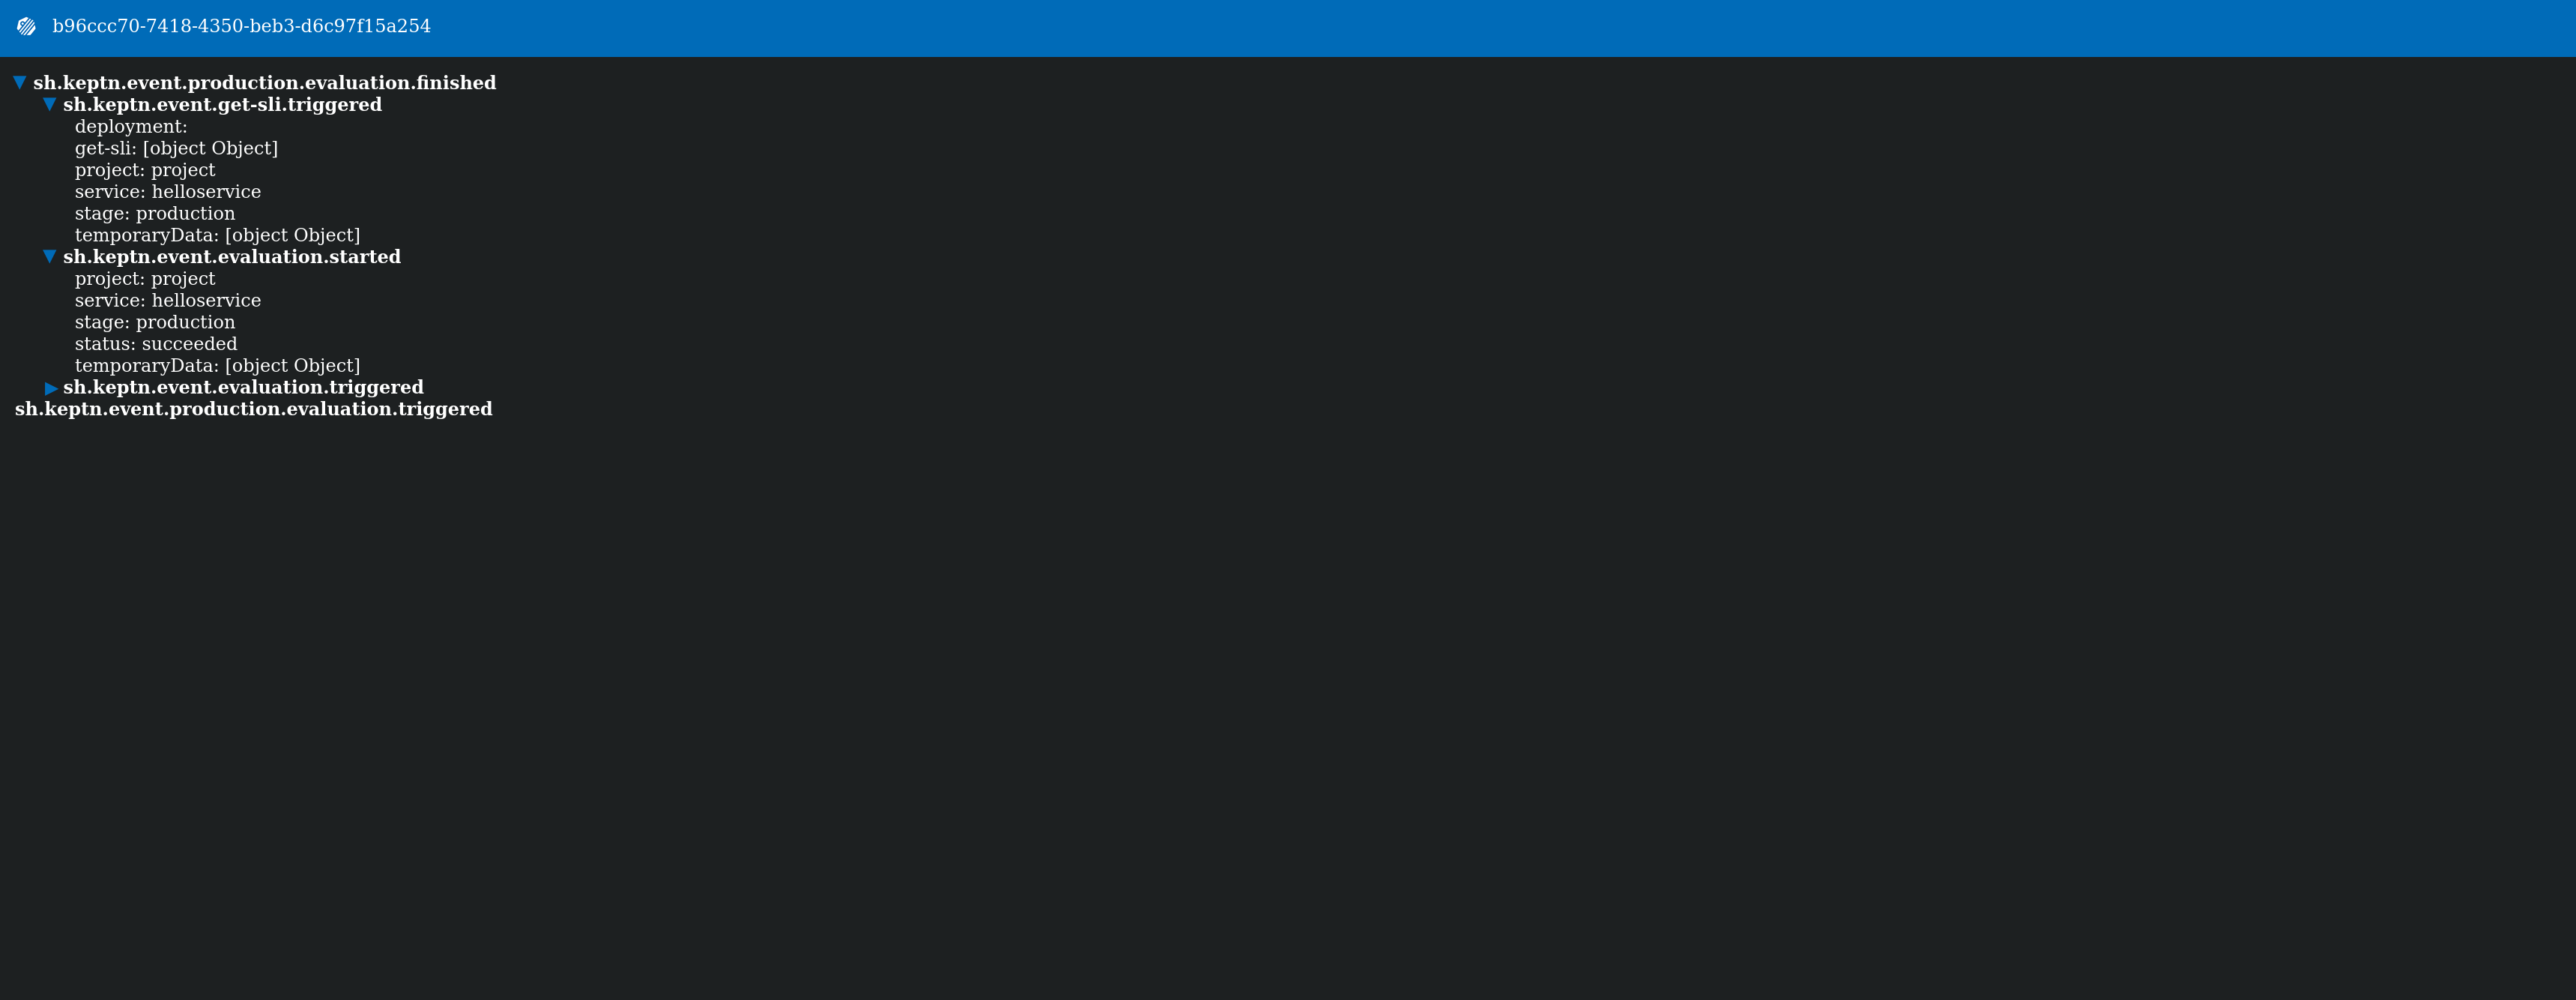 b96ccc70-7418-4350-beb3-d6c97f15a254
sh.keptn.event.production.evaluation.finished
sh.keptn.event.get-sli.triggered
deployment:
get-sli: [object Object]
project: project
service: helloservice
stage: production
temporaryData: [object Object]
sh.keptn.event.evaluation.started
project: project
service: helloservice
stage: production
status: succeeded
temporaryData: [object Object]
sh.keptn.event.evaluation.triggered
sh.keptn.event.production.evaluation.triggered